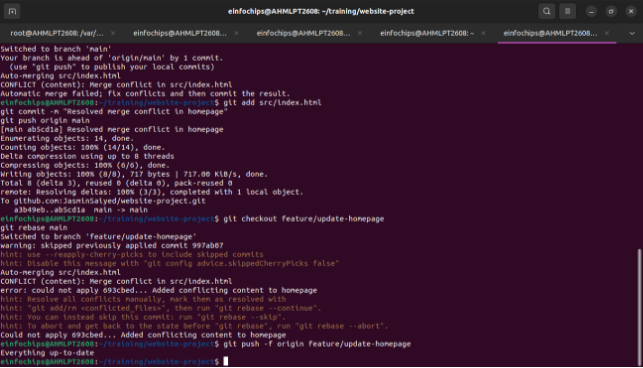 einfochips@AHMLPT2608: ~/training/website-project
root@AHMLPT2608: /var/...
einfochips@AHMLPT2608...
einfochips@AHMLPT2608...
einfochips@AHMLPT2608: ~
einfochips@AHMLPT2608...
Switched to branch 'main'
Your branch is ahead of 'origin/main' by 1 commit.
(use "git push" to publish your local commits)
Auto-merging src/index.html
CONFLICT (content): Merge conflict in src/index.html
Automatic merge failed; fix conflicts and then commit the result.
einfochips@AHMLPT2608:~/training/website-project$ git add src/index.html
git commit -m "Resolved merge conflict in homepage"
git push origin main
[main ab5cd1a] Resolved merge conflict in homepage
Enumerating objects: 14, done.
Counting objects: 100% (14/14), done.
Delta compression using up to 8 threads
Compressing objects: 100% (6/6), done.
Writing objects: 100% (8/8), 717 bytes | 717.00 KiB/s, done.
Total 8 (delta 3), reused 0 (delta 0), pack-reused 0
remote: Resolving deltas: 100% (3/3), completed with 1 local object.
To github.com:JasminSaiyed/website-project.git
a3b49eb..ab5cd1a main -> main
einfochips@AHMLPT2608:~/training/website-project$ git checkout feature/update-homepage
git rebase main
Switched to branch 'feature/update-homepage'
warning: skipped previously applied commit 997ab07
hint: use --reapply-cherry-picks to include skipped commits
hint: Disable this message with "git config advice.skippedCherryPicks false"
Auto-merging src/index.html
CONFLICT (content): Merge conflict in src/index.html
error: could not apply 693cbed... Added conflicting content to homepage
hint: Resolve all conflicts manually, mark them as resolved with
hint: "git add/rm <conflicted_files>", then run "git rebase --continue".
hint: You can instead skip this commit: run "git rebase --skip".
hint: To abort and get back to the state before "git rebase", run "git rebase --abort".
Could not apply 693cbed... Added conflicting content to homepage
einfochips@AHMLPT2608:~/training/website-project$ git push -f origin feature/update-homepage
Everything up-to-date
einfochips@AHMLPT2608:~/training/website-project$